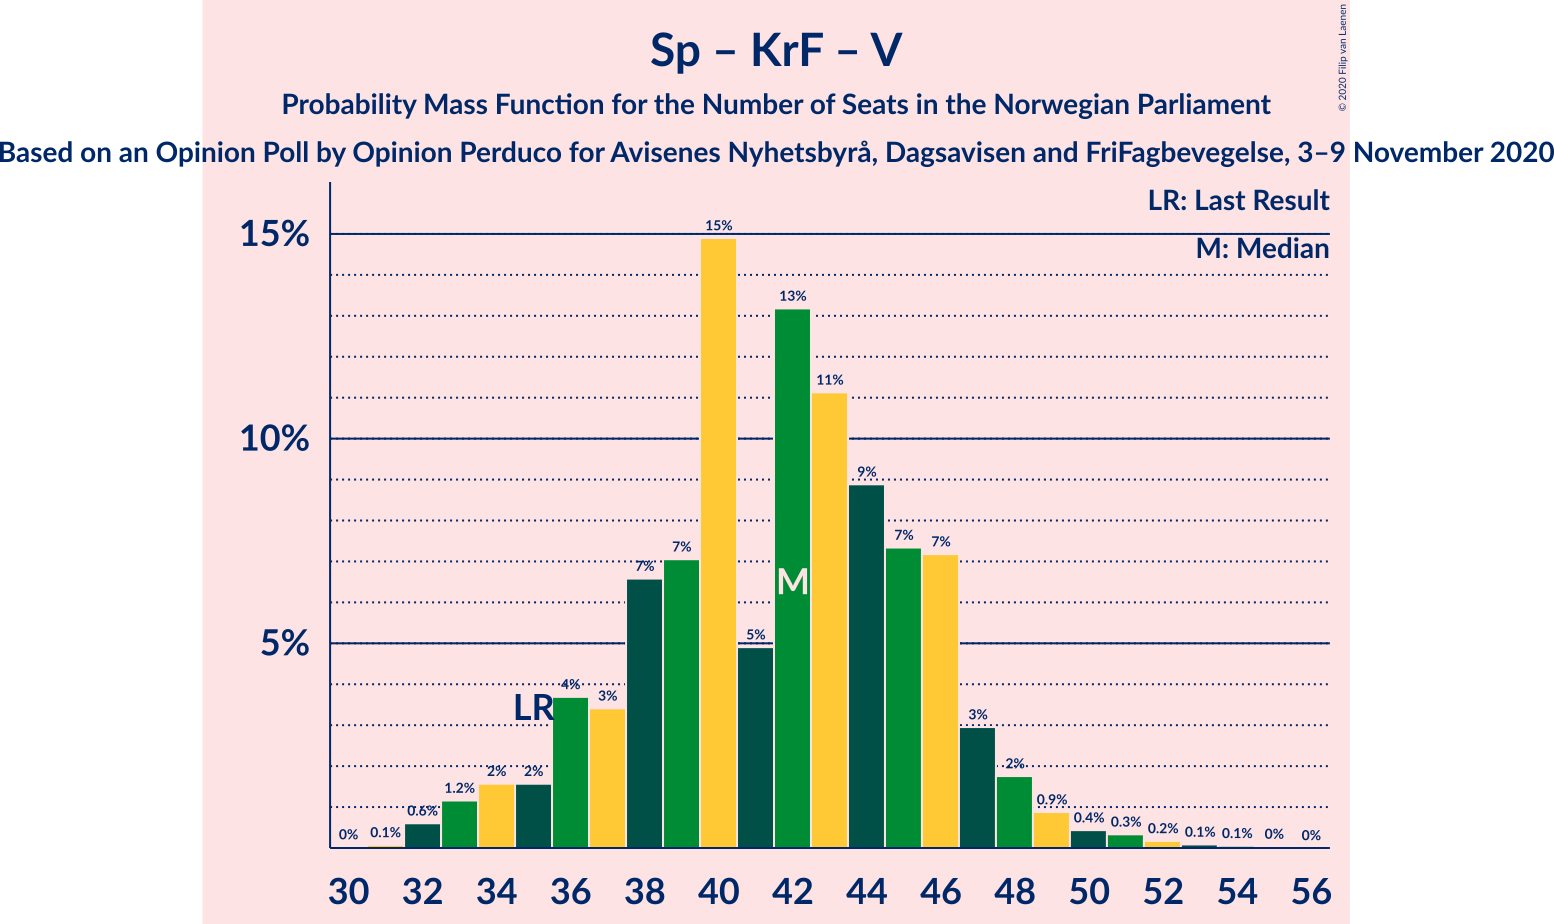 © 2020 Filip van Laenen
Sp – KrF – V
Probability Mass Function for the Number of Seats in the Norwegian Parliament
Based on an Opinion Poll by Opinion Perduco for Avisenes Nyhetsbyrå, Dagsavisen and FriFagbevegelse, 3–9 November 2020
LR: Last Result
M: Median
15%
10%
5%
0% 0.1% 0.6% 1.2% 2% 2% 4% 3% 7% 7% 15% 5% 13% 11% 9% 7% 7% 3% 2% 0.9% 0.4% 0.3% 0.2% 0.1% 0.1% 0% 0%
LR
M
30 32 34 36 38 40 42 44 46 48 50 52 54 56